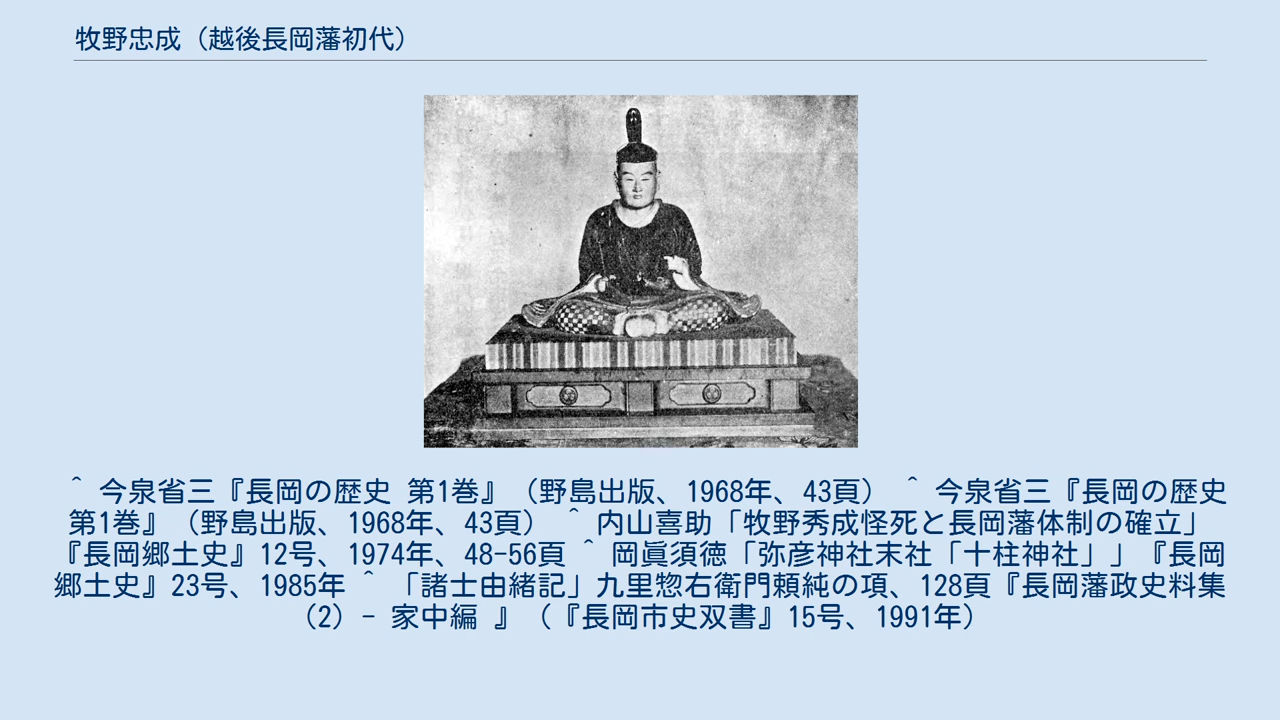 牧野忠成（越後長岡藩初代）
^ 今泉省三『長岡の歴史 第1巻』（野島出版、1968年、43頁） ^ 今泉省三『長岡の歴史
第1巻』（野島出版、1968年、43頁） ^ 内山喜助「牧野秀成怪死と長岡藩体制の確立」
『長岡郷土史』12号、1974年、48-56頁 ^ 岡眞須徳「弥彦神社末社「十柱神社」」『長岡
郷土史』23号、1985年 ^ 「諸士由緒記」九里惣右衛門頼純の項、128頁『長岡藩政史料集
（2）- 家中編 』（『長岡市史双書』15号、1991年）